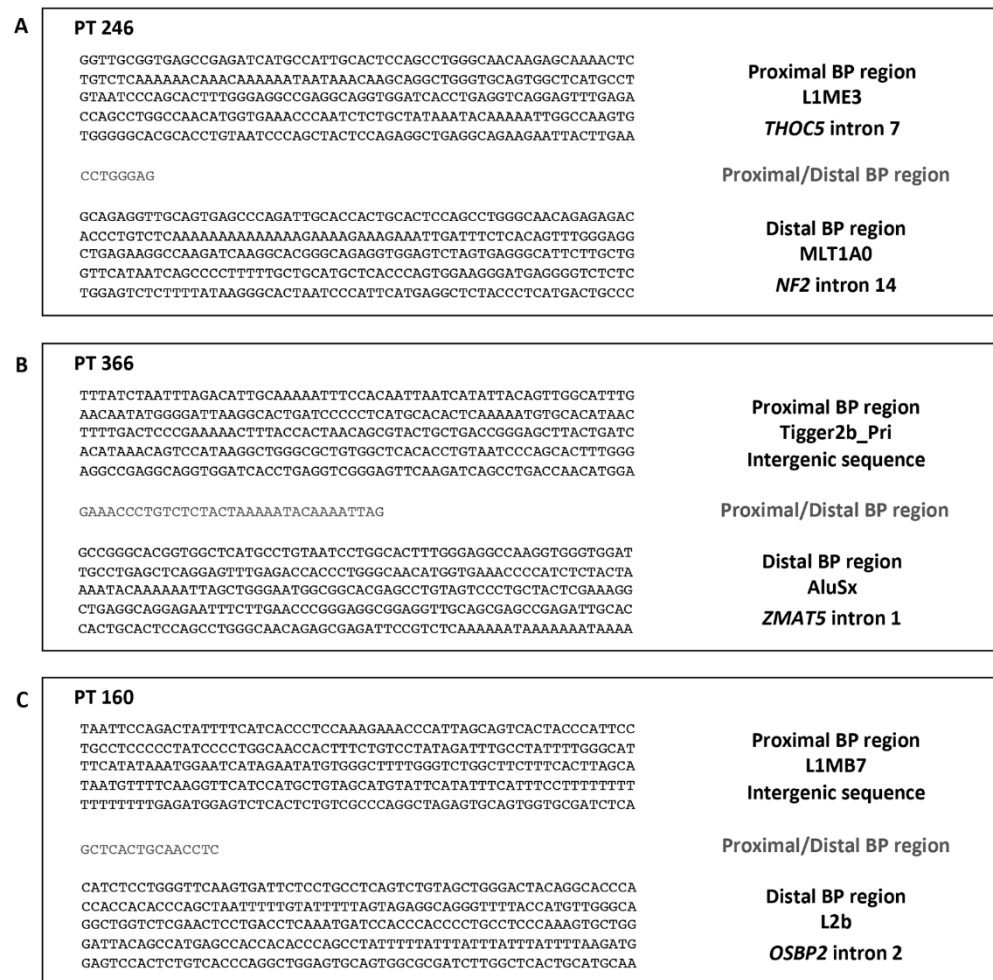 A
PT 246
GGTTGCGGTGAGCCGAGATCATGCCATTGCACTCCAGCCTGGGCAACAAGAGCAAAACTC
TGTCTCAAAAAACAAACAAAAAATAATAAACAAGCAGGCTGGGTGCAGTGGCTCATGCCT
GTAATCCCAGCACTTTGGGAGGCCGAGGCAGGTGGATCACCTGAGGTCAGGAGTTTGAGA
CCAGCCTGGCCAACATGGTGAAACCCAATCTCTGCTATAAATACAAAAATTGGCCAAGTG
TGGGGGCACGCACCTGTAATCCCAGCTACTCCAGAGGCTGAGGCAGAAGAATTACTTGAA
Proximal BP region
L1ME3
THOC5 intron 7
CCTGGGAG
Proximal/Distal BP region
GCAGAGGTTGCAGTGAGCCCAGATTGCACCACTGCACTCCAGCCTGGGCAACAGAGAGAC
ACCCTGTCTCAAAAAAAAAAAAAAAGAAAAGAAAGAAATTGATTTCTCACAGTTTGGGAGG
CTGAGAAGGCCAAGATCAAGGCACGGGCAGAGGTGGAGTCTAGTGAGGGCATTCTTGCTG
GTTCATAATCAGCCCCTTTTTGCTGCATGCTCACCCAGTGGAAGGGATGAGGGGTCTCTC
TGGAGTCTCTTTTATAAGGGCACTAATCCCATTCATGAGGCTCTACCCTCATGACTGCCC
Distal BP region
MLT1A0
NF2 intron 14
B
PT 366
TTTATCTAATTTAGACATTGCAAAAATTTCCACAATTAATCATATTACAGTTGGCATTTG
AACAATATGGGGATTAAGGCACTGATCCCCCTCATGCACACTCAAAAATGTGCACATAAC
TTTTGACTCCCGAAAAACTTTACCACTAACAGCGTACTGCTGACCGGGAGCTTACTGATC
ACATAAACAGTCCATAAGGCTGGGCGCTGTGGCTCACACCTGTAATCCCAGCACTTTGGG
AGGCCGAGGCAGGTGGATCACCTGAGGTCGGGAGTTCAAGATCAGCCTGACCAACATGGA
Proximal BP region
Tigger2b_Pri
Intergenic sequence
GAAACCCTGTCTCTACTAAAAATACAAAATTAG
Proximal/Distal BP region
GCCGGGCACGGTGGCTCATGCCTGTAATCCTGGCACTTTGGGAGGCCAAGGTGGGTGGAT
TGCCTGAGCTCAGGAGTTTGAGACCACCCTGGGCAACATGGTGAAACCCCATCTCTACTA
AAATACAAAAAATTAGCTGGGAATGGCGGCACGAGCCTGTAGTCCCTGCTACTCGAAAGG
CTGAGGCAGGAGAATTTCTTGAACCCGGGAGGCGGAGGTTGCAGCGAGCCGAGATTGCAC
CACTGCACTCCAGCCTGGGCAACAGAGCGAGATTCCGTCTCAAAAAATAAAAAAATAAAA
Distal BP region
AluSx
ZMAT5 intron 1
C
PT 160
TAATTCCAGACTATTTTCATCACCCTCCAAAGAAACCCATTAGCAGTCACTACCCATTCC
TGCCTCCCCCTATCCCCTGGCAACCACTTTCTGTCCTATAGATTTGCCTATTTTGGGCAT
TTCATATAAATGGAATCATAGAATATGTGGGCTTTTGGGTCTGGCTTCTTTCACTTAGCA
TAATGTTTTCAAGGTTCATCCATGCTGTAGCATGTATTCATATTTCATTTCCTTTTTTTT
TTTTTTTTGAGATGGAGTCTCACTCTGTCGCCCAGGCTAGAGTGCAGTGGTGCGATCTCA
Proximal BP region
L1MB7
Intergenic sequence
GCTCACTGCAACCTC
Proximal/Distal BP region
CATCTCCTGGGTTCAAGTGATTCTCCTGCCTCAGTCTGTAGCTGGGACTACAGGCACCCA
CCACCACACCCAGCTAATTTTTGTATTTTTAGTAGAGGCAGGGTTTTACCATGTTGGGCA
GGCTGGTCTCGAACTCCTGACCTCAAATGATCCACCCACCCCTGCCTCCCAAAGTGCTGG
GATTACAGCCATGAGCCACCACACCCAGCCTATTTTTATTTATTTATTTATTTTAAGATG
GAGTCCACTCTGTCACCCAGGCTGGAGTGCAGTGGCGCGATCTTGGCTCACTGCATGCAA
Distal BP region
L2b
OSBP2 intron 2